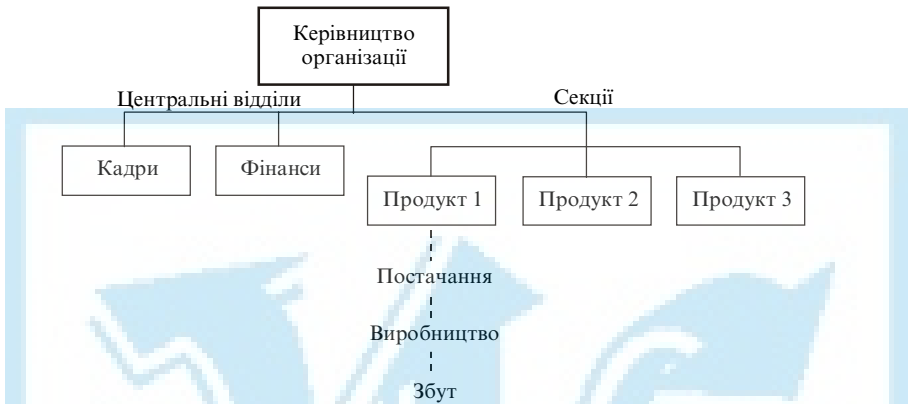 Керівництво
організації
Центральні відділи
Секції
Кадри
Фінанси
Продукт 1
Продукт 2
Продукт 3
Постачання
Виробництво
Збут